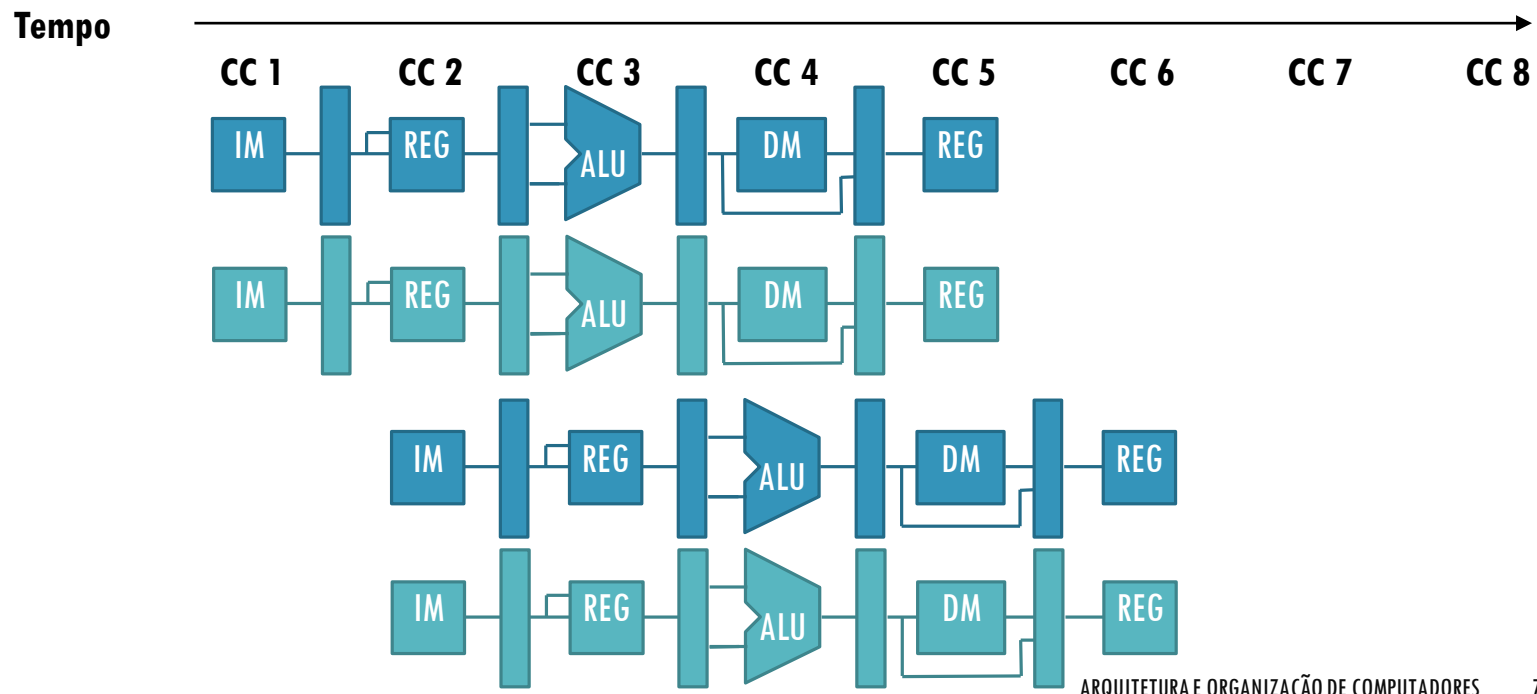 Tempo
CC 1 CC 2 CC 3 CC 4 CC 5 CC 6 CC 7 CC 8
IM REG ALU DM REG
IM REG ALU DM REG
IM REG ALU DM REG
IM REG ALU DM REG
ARQUITETURA E ORGANIZAÇÃO DE COMPUTADORES